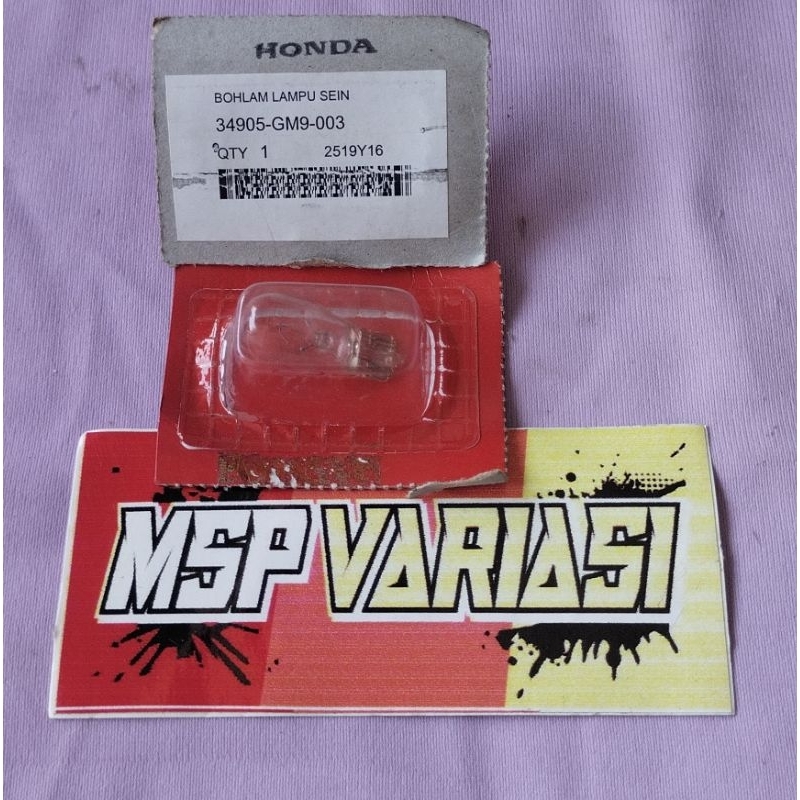 HONDA
BOHLAM LAMPU SEIN
34905-GM9-003
QTY 1 2519Y16
MSP VARIASI